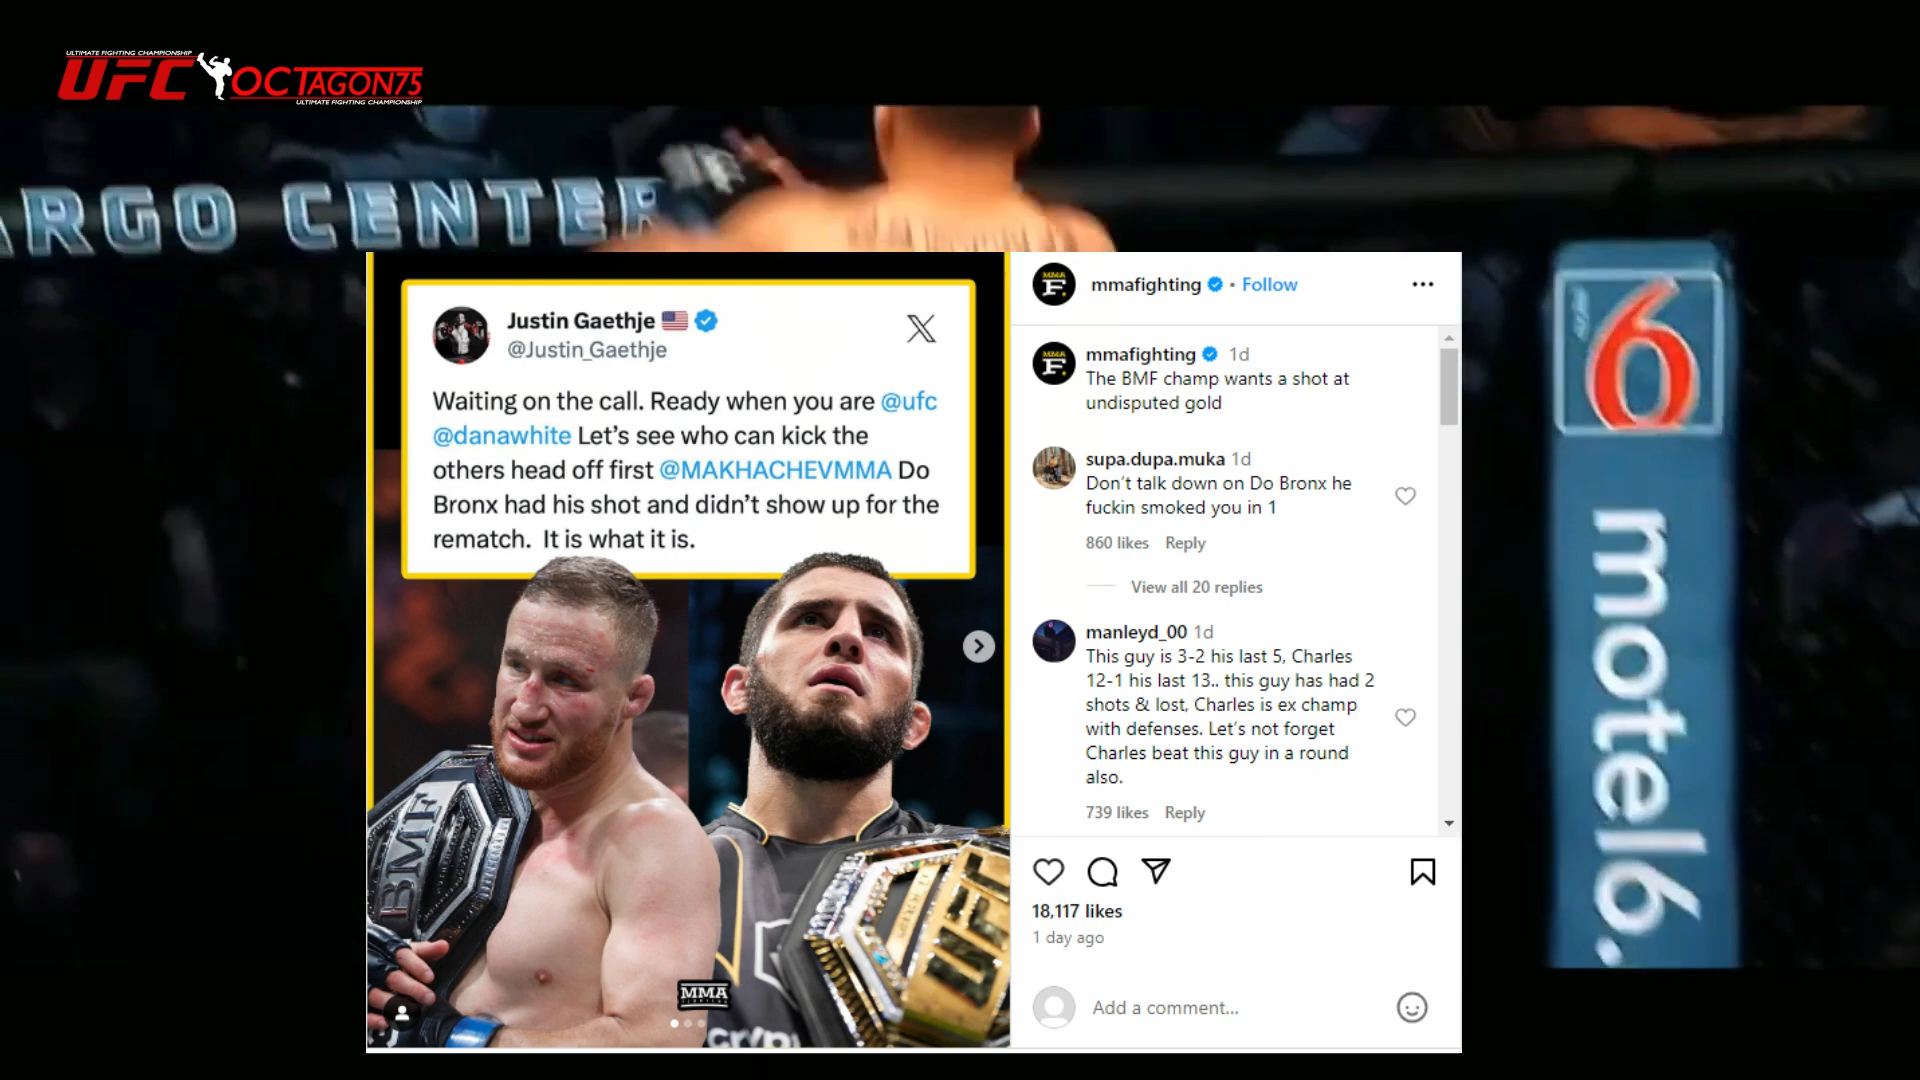 ULTIMATE FIGHTING CHAMPIONSHIP
UFC OCTAGON75
ULTIMATE FIGHTING CHAMPIONSHIP
ARGO CENTER
6
motel6.
Justin Gaethje
@Justin_Gaethje
Waiting on the call. Ready when you are @ufc
@danawhite Let’s see who can kick the
others head off first @MAKHACHEVMMA Do
Bronx had his shot and didn’t show up for the
rematch. It is what it is.
BMF
UFC
MMA
FIGHTING
crypto
MMA
F.
mmafighting • Follow
MMA
F.
mmafighting 1d
The BMF champ wants a shot at
undisputed gold
supa.dupa.muka 1d
Don’t talk down on Do Bronx he
fuckin smoked you in 1
860 likes Reply
View all 20 replies
manleyd_00 1d
This guy is 3-2 his last 5, Charles
12-1 his last 13.. this guy has had 2
shots & lost, Charles is ex champ
with defenses. Let’s not forget
Charles beat this guy in a round
also.
739 likes Reply
18,117 likes
1 day ago
Add a comment...